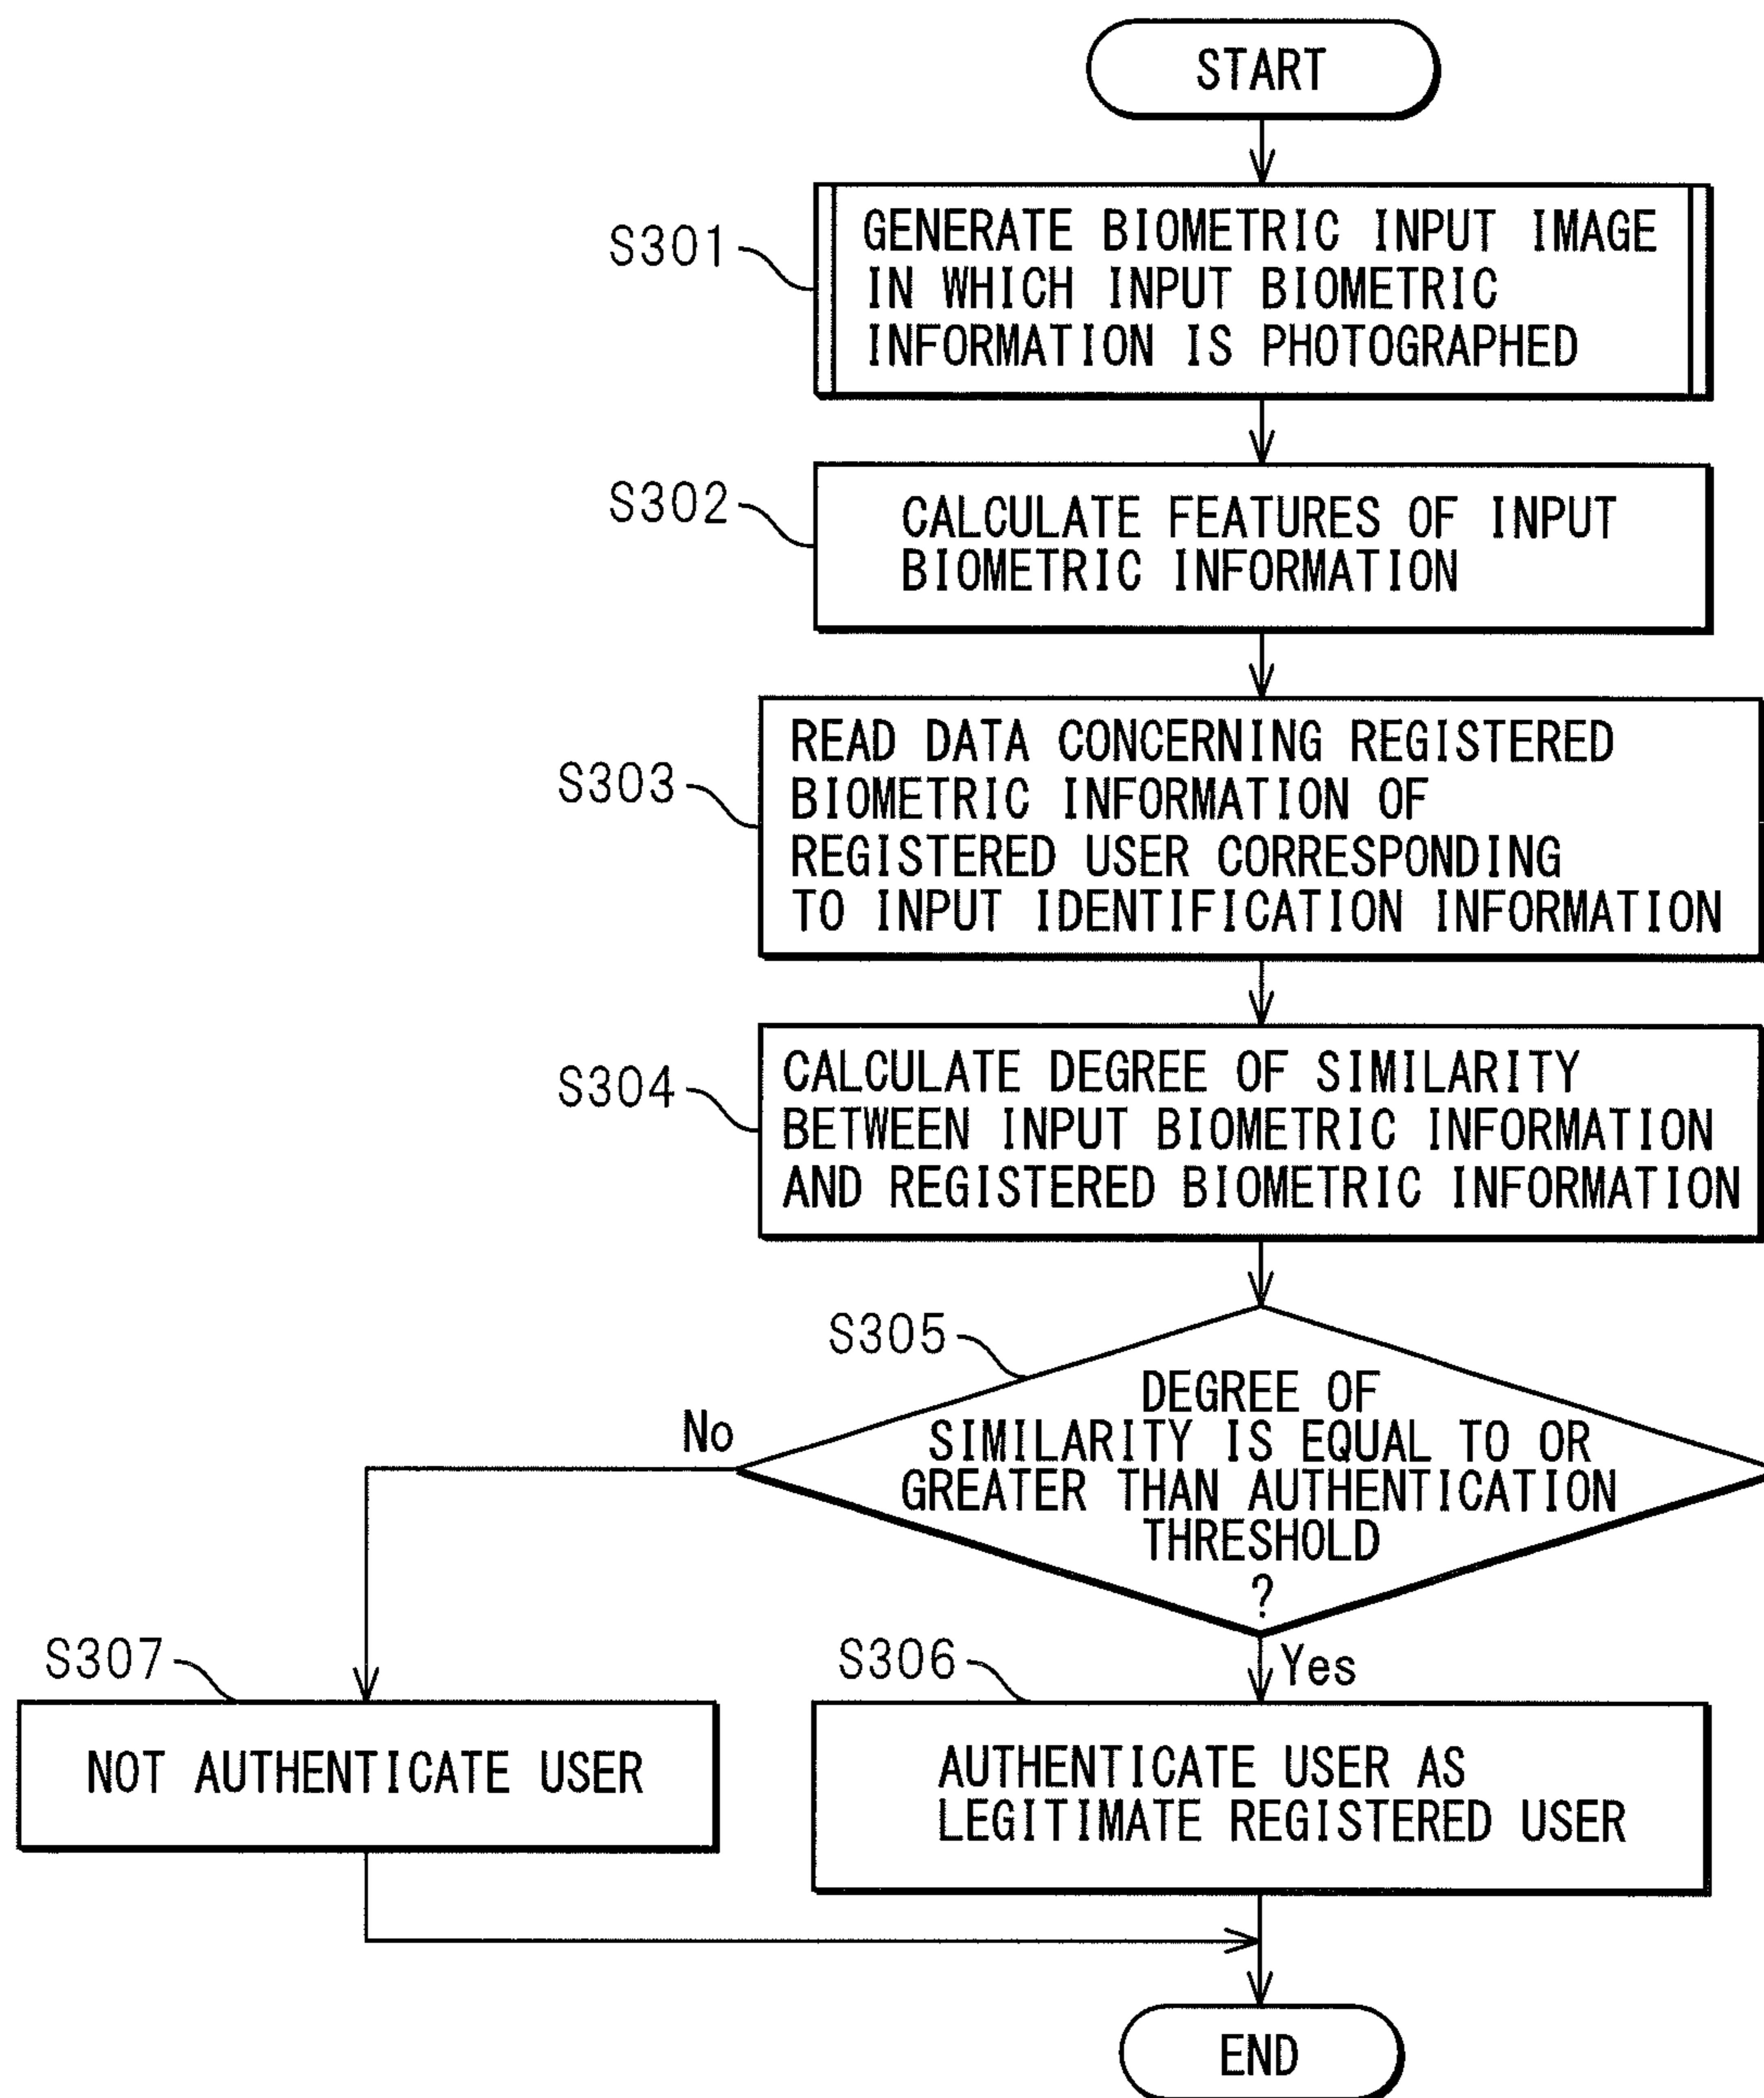 START
S301
GENERATE BIOMETRIC INPUT IMAGE
IN WHICH INPUT BIOMETRIC
INFORMATION IS PHOTOGRAPHED
S302
CALCULATE FEATURES OF INPUT
BIOMETRIC INFORMATION
S303
READ DATA CONCERNING REGISTERED
BIOMETRIC INFORMATION OF
REGISTERED USER CORRESPONDING
TO INPUT IDENTIFICATION INFORMATION
S304
CALCULATE DEGREE OF SIMILARITY
BETWEEN INPUT BIOMETRIC INFORMATION
AND REGISTERED BIOMETRIC INFORMATION
S305
DEGREE OF
SIMILARITY IS EQUAL TO OR
GREATER THAN AUTHENTICATION
THRESHOLD
?
No
Yes
S307
NOT AUTHENTICATE USER
S306
AUTHENTICATE USER AS
LEGITIMATE REGISTERED USER
END